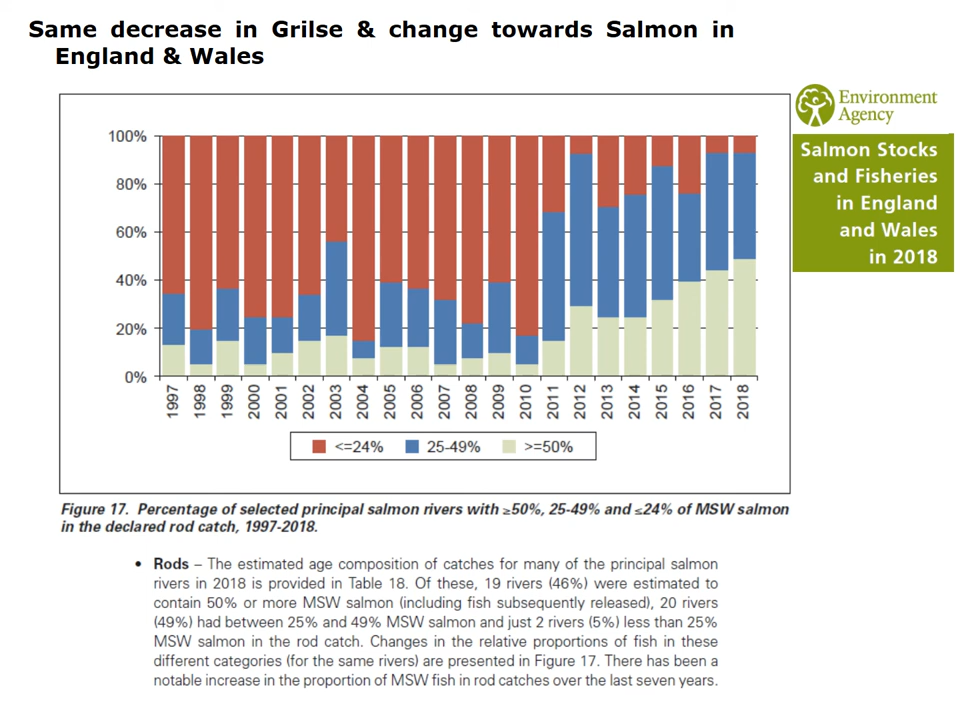 Same decrease in Grilse & change towards Salmon in
England & Wales
Environment
Agency
Salmon Stocks
and Fisheries
in England
and Wales
in 2018
100%
80%
60%
40%
20%
0%
1997 1998 1999 2000 2001 2002 2003 2004 2005 2006 2007 2008 2009 2010 2011 2012 2013 2014 2015 2016 2017 2018
<=24% 25-49% >=50%
Figure 17. Percentage of selected principal salmon rivers with ≥50%, 25-49% and ≤24% of MSW salmon
in the declared rod catch, 1997-2018.
• Rods – The estimated age composition of catches for many of the principal salmon
rivers in 2018 is provided in Table 18. Of these, 19 rivers (46%) were estimated to
contain 50% or more MSW salmon (including fish subsequently released), 20 rivers
(49%) had between 25% and 49% MSW salmon and just 2 rivers (5%) less than 25%
MSW salmon in the rod catch. Changes in the relative proportions of fish in these
different categories (for the same rivers) are presented in Figure 17. There has been a
notable increase in the proportion of MSW fish in rod catches over the last seven years.